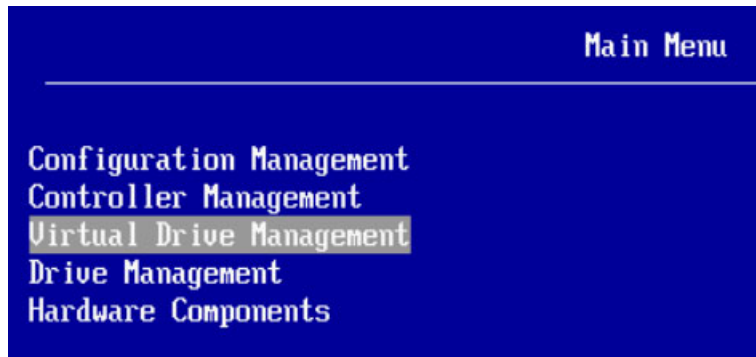 Main Menu
Configuration Management
Controller Management
Virtual Drive Management
Drive Management
Hardware Components